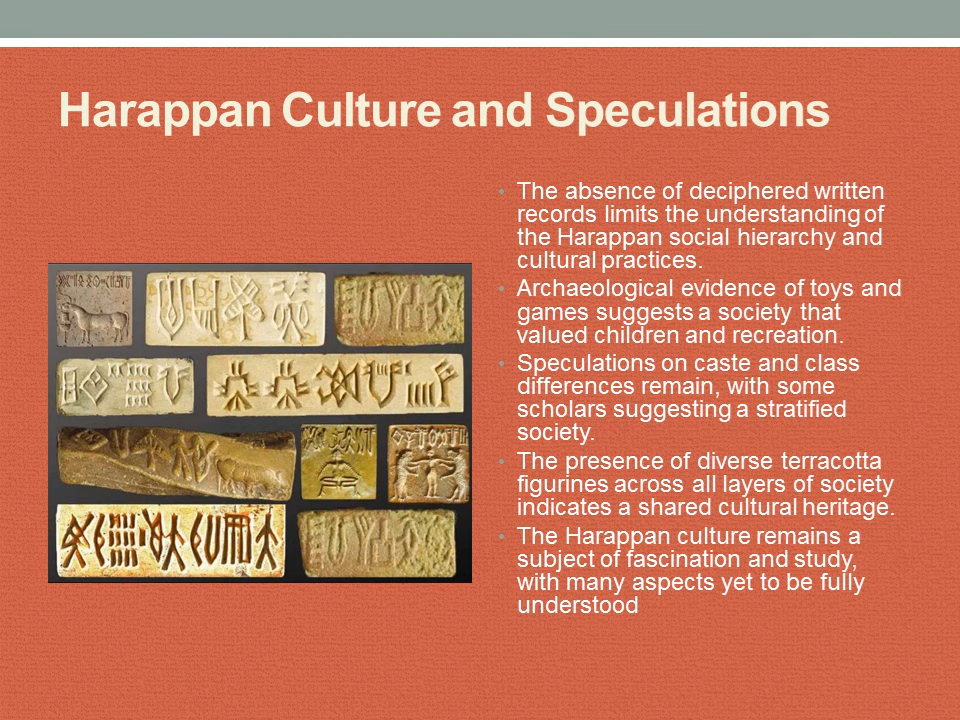 Harappan Culture and Speculations
• The absence of deciphered written
records limits the understanding of
the Harappan social hierarchy and
cultural practices.
• Archaeological evidence of toys and
games suggests a society that
valued children and recreation.
• Speculations on caste and class
differences remain, with some
scholars suggesting a stratified
society.
• The presence of diverse terracotta
figurines across all layers of society
indicates a shared cultural heritage.
• The Harappan culture remains a
subject of fascination and study,
with many aspects yet to be fully
understood